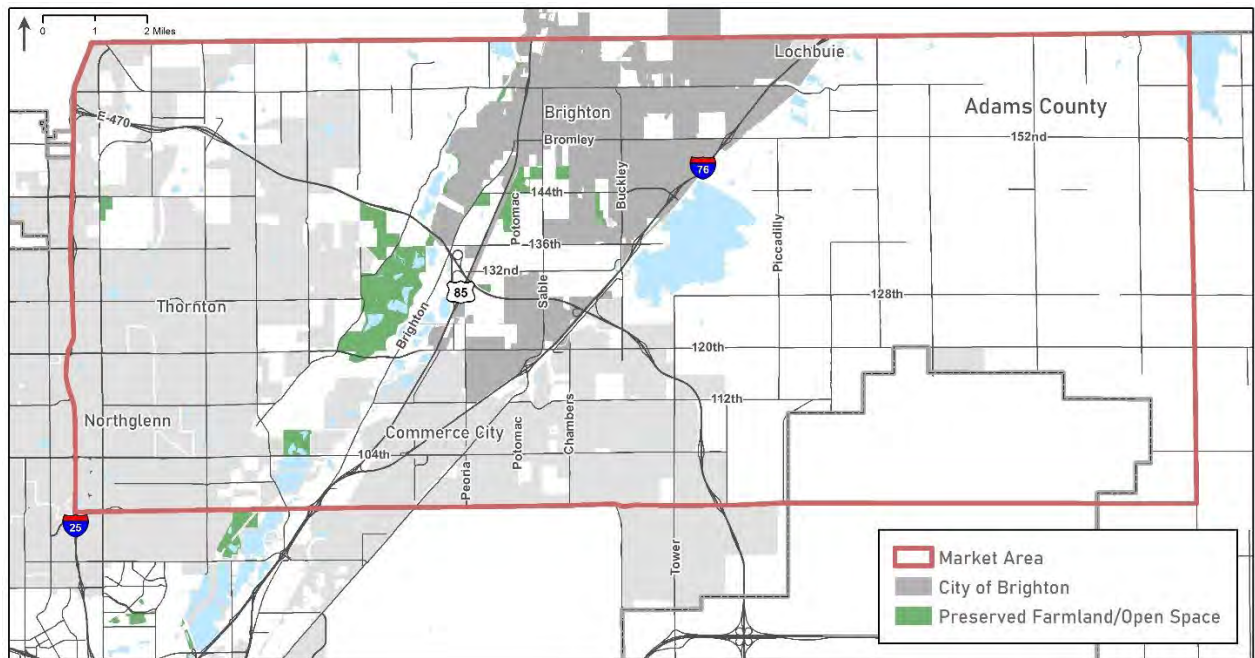 0 1 2 Miles
Lochbuie
Brighton
Adams County
E-470
Bromley
152nd
76
144th
Buckley
Potomac
136th
Piccadilly
132nd
85
Sable
128th
Thornton
Brighton
120th
112th
Northglenn
Commerce City
Chambers
Potomac
104th
Peoria
25
Tower
Market Area
City of Brighton
Preserved Farmland/Open Space